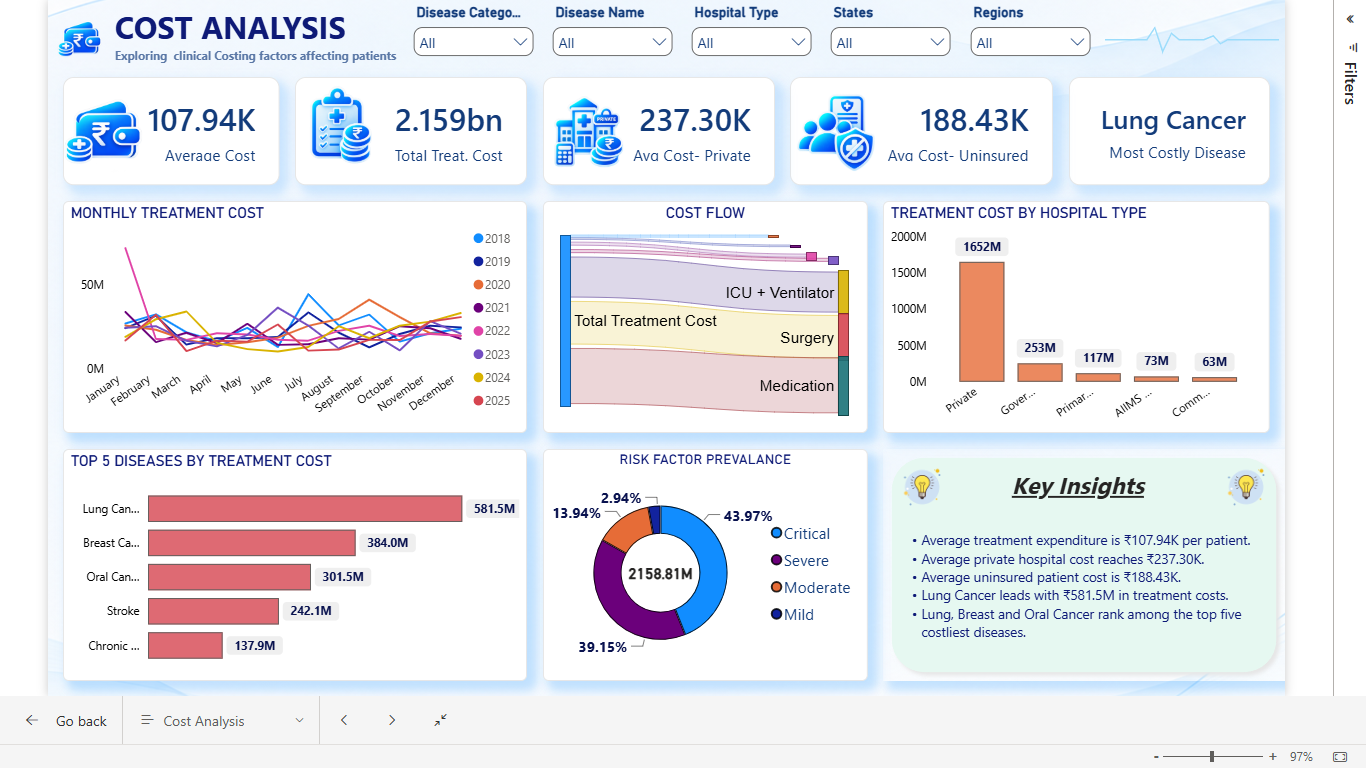 COST ANALYSIS
Exploring  clinical Costing factors affecting patients
Disease Catego...
All
Disease Name
All
Hospital Type
All
States
All
Regions
All
«
Filters
107.94K
Average Cost
2.159bn
Total Treat. Cost
PRIVATE
237.30K
Avg Cost- Private
188.43K
Avg Cost- Uninsured
Lung Cancer
Most Costly Disease
MONTHLY TREATMENT COST
50M
0M
January
February
March
April
May
June
July
August
September
October
November
December
2018
2019
2020
2021
2022
2023
2024
2025
COST FLOW
Total Treatment Cost
ICU + Ventilator
Surgery
Medication
TREATMENT COST BY HOSPITAL TYPE
2000M
1500M
1000M
500M
0M
1652M
253M
117M
73M
63M
Private
Gover...
Primar...
AIIMS ...
Comm...
TOP 5 DISEASES BY TREATMENT COST
Lung Can... 581.5M
Breast Ca... 384.0M
Oral Can... 301.5M
Stroke 242.1M
Chronic ... 137.9M
RISK FACTOR PREVALANCE
2.94%
13.94%
43.97%
39.15%
2158.81M
Critical
Severe
Moderate
Mild
Key Insights
• Average treatment expenditure is ₹107.94K per patient.
• Average private hospital cost reaches ₹237.30K.
• Average uninsured patient cost is ₹188.43K.
• Lung Cancer leads with ₹581.5M in treatment costs.
• Lung, Breast and Oral Cancer rank among the top five
costliest diseases.
Go back
Cost Analysis
- + 97%